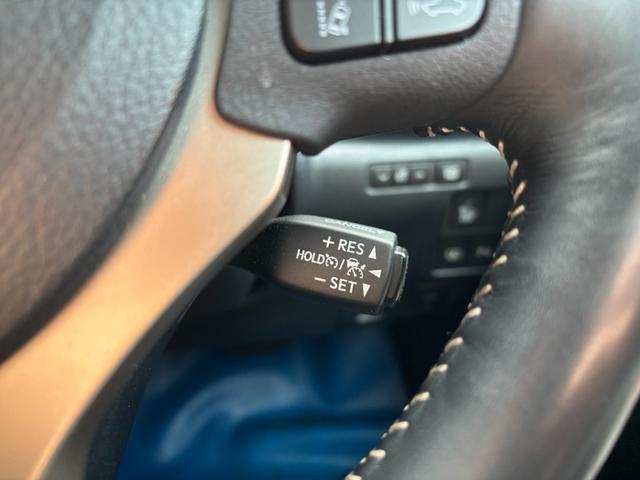 CANCEL
+ RES ▲
HOLD / ◀
− SET ▼